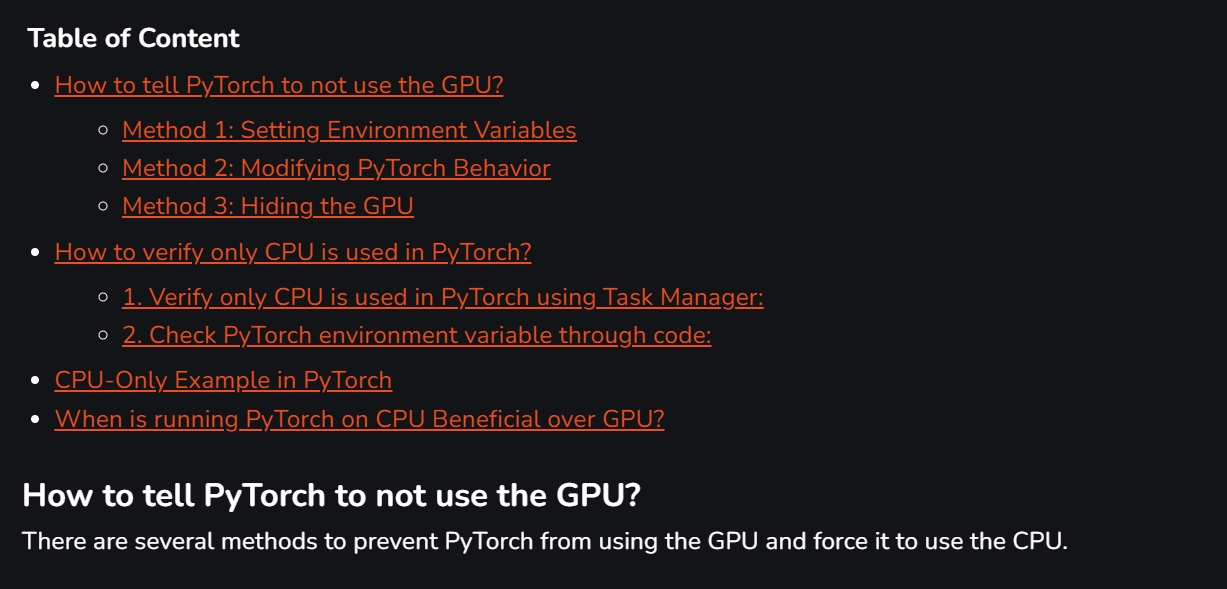 Table of Content
How to tell PyTorch to not use the GPU?
Method 1: Setting Environment Variables
Method 2: Modifying PyTorch Behavior
Method 3: Hiding the GPU
How to verify only CPU is used in PyTorch?
1. Verify only CPU is used in PyTorch using Task Manager:
2. Check PyTorch environment variable through code:
CPU-Only Example in PyTorch
When is running PyTorch on CPU Beneficial over GPU?
How to tell PyTorch to not use the GPU?
There are several methods to prevent PyTorch from using the GPU and force it to use the CPU.